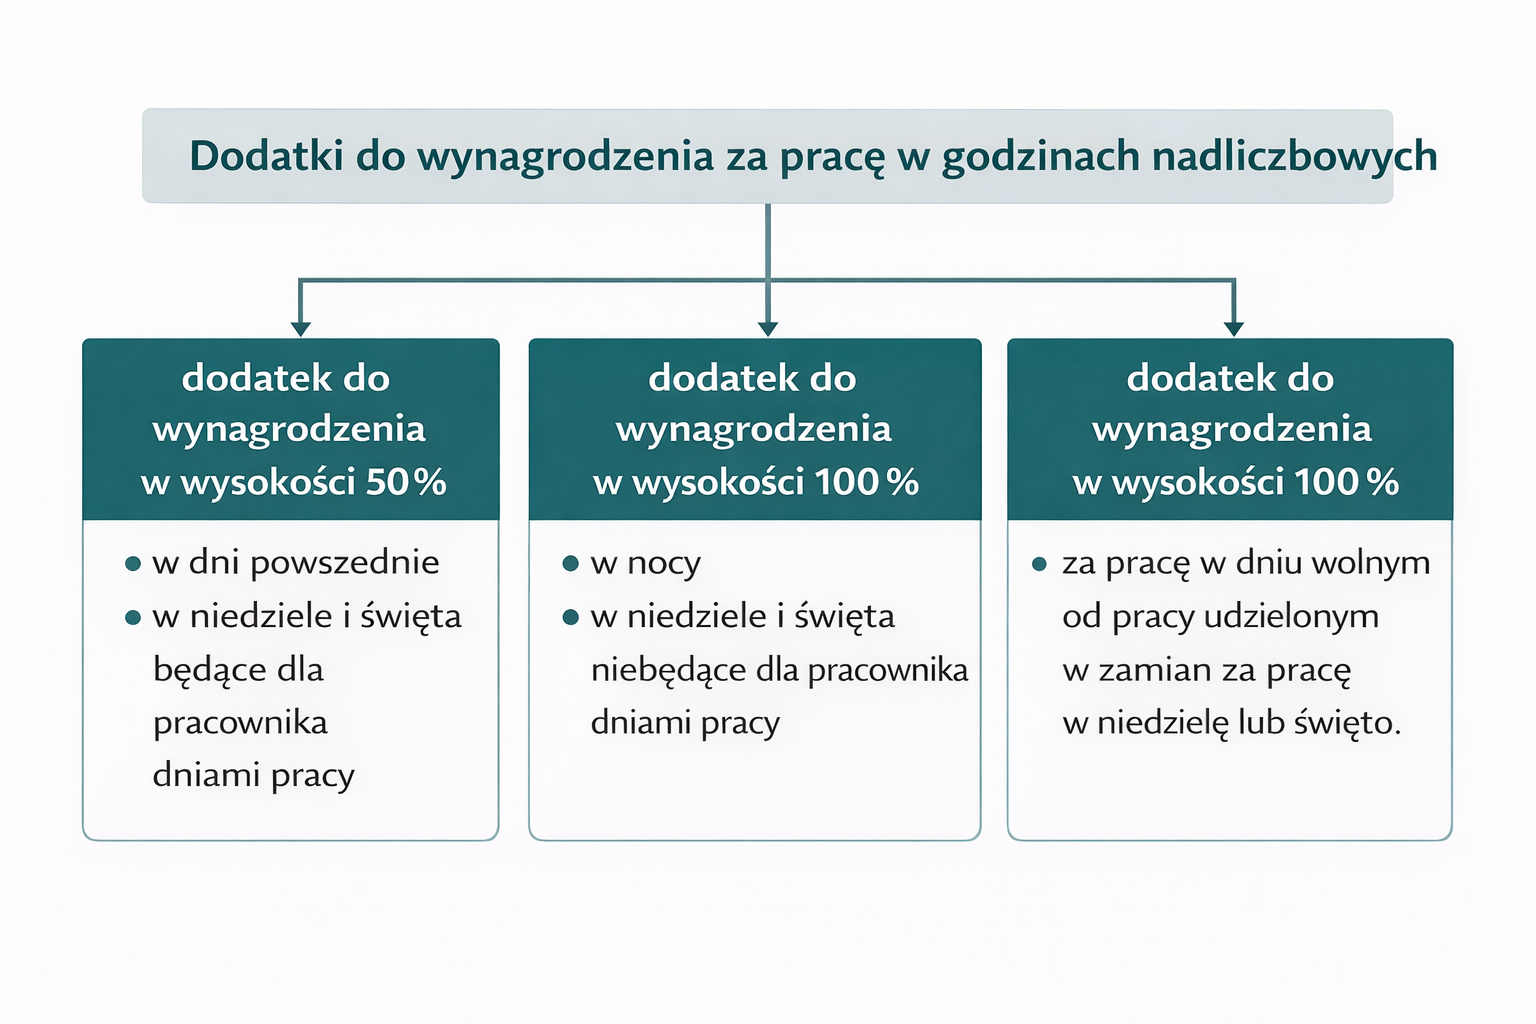 Dodatki do wynagrodzenia za pracę w godzinach nadliczbowych
dodatek do
wynagrodzenia
w wysokości 50 %
• w dni powszednie
• w niedziele i święta
będące dla
pracownika
dniami pracy
dodatek do
wynagrodzenia
w wysokości 100 %
• w nocy
• w niedziele i święta
niebędące dla pracownika
dniami pracy
dodatek do
wynagrodzenia
w wysokości 100 %
• za pracę w dniu wolnym
od pracy udzielonym
w zamian za pracę
w niedzielę lub święto.